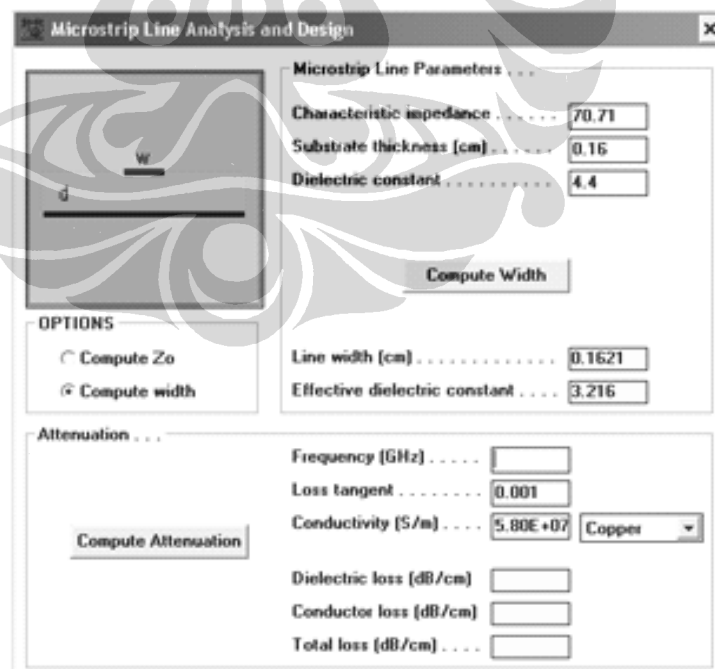 Microstrip Line Analysis and Design
w
d
OPTIONS
Compute Zo
Compute width
Microstrip Line Parameters . . .
Characteristic impedance . . . . . . 70.71
Substrate thickness (cm) . . . . . . 0.16
Dielectric constant . . . . . . . . . . 4.4
Compute Width
Line width (cm) . . . . . . . . . . . . . 0.1621
Effective dielectric constant . . . . 3.216
Attenuation . . .
Compute Attenuation
Frequency (GHz) . . . . .
Loss tangent . . . . . . . . 0.001
Conductivity (S/m) . . . . 5.80E+07 Copper
Dielectric loss (dB/cm)
Conductor loss (dB/cm)
Total loss (dB/cm) . . . .